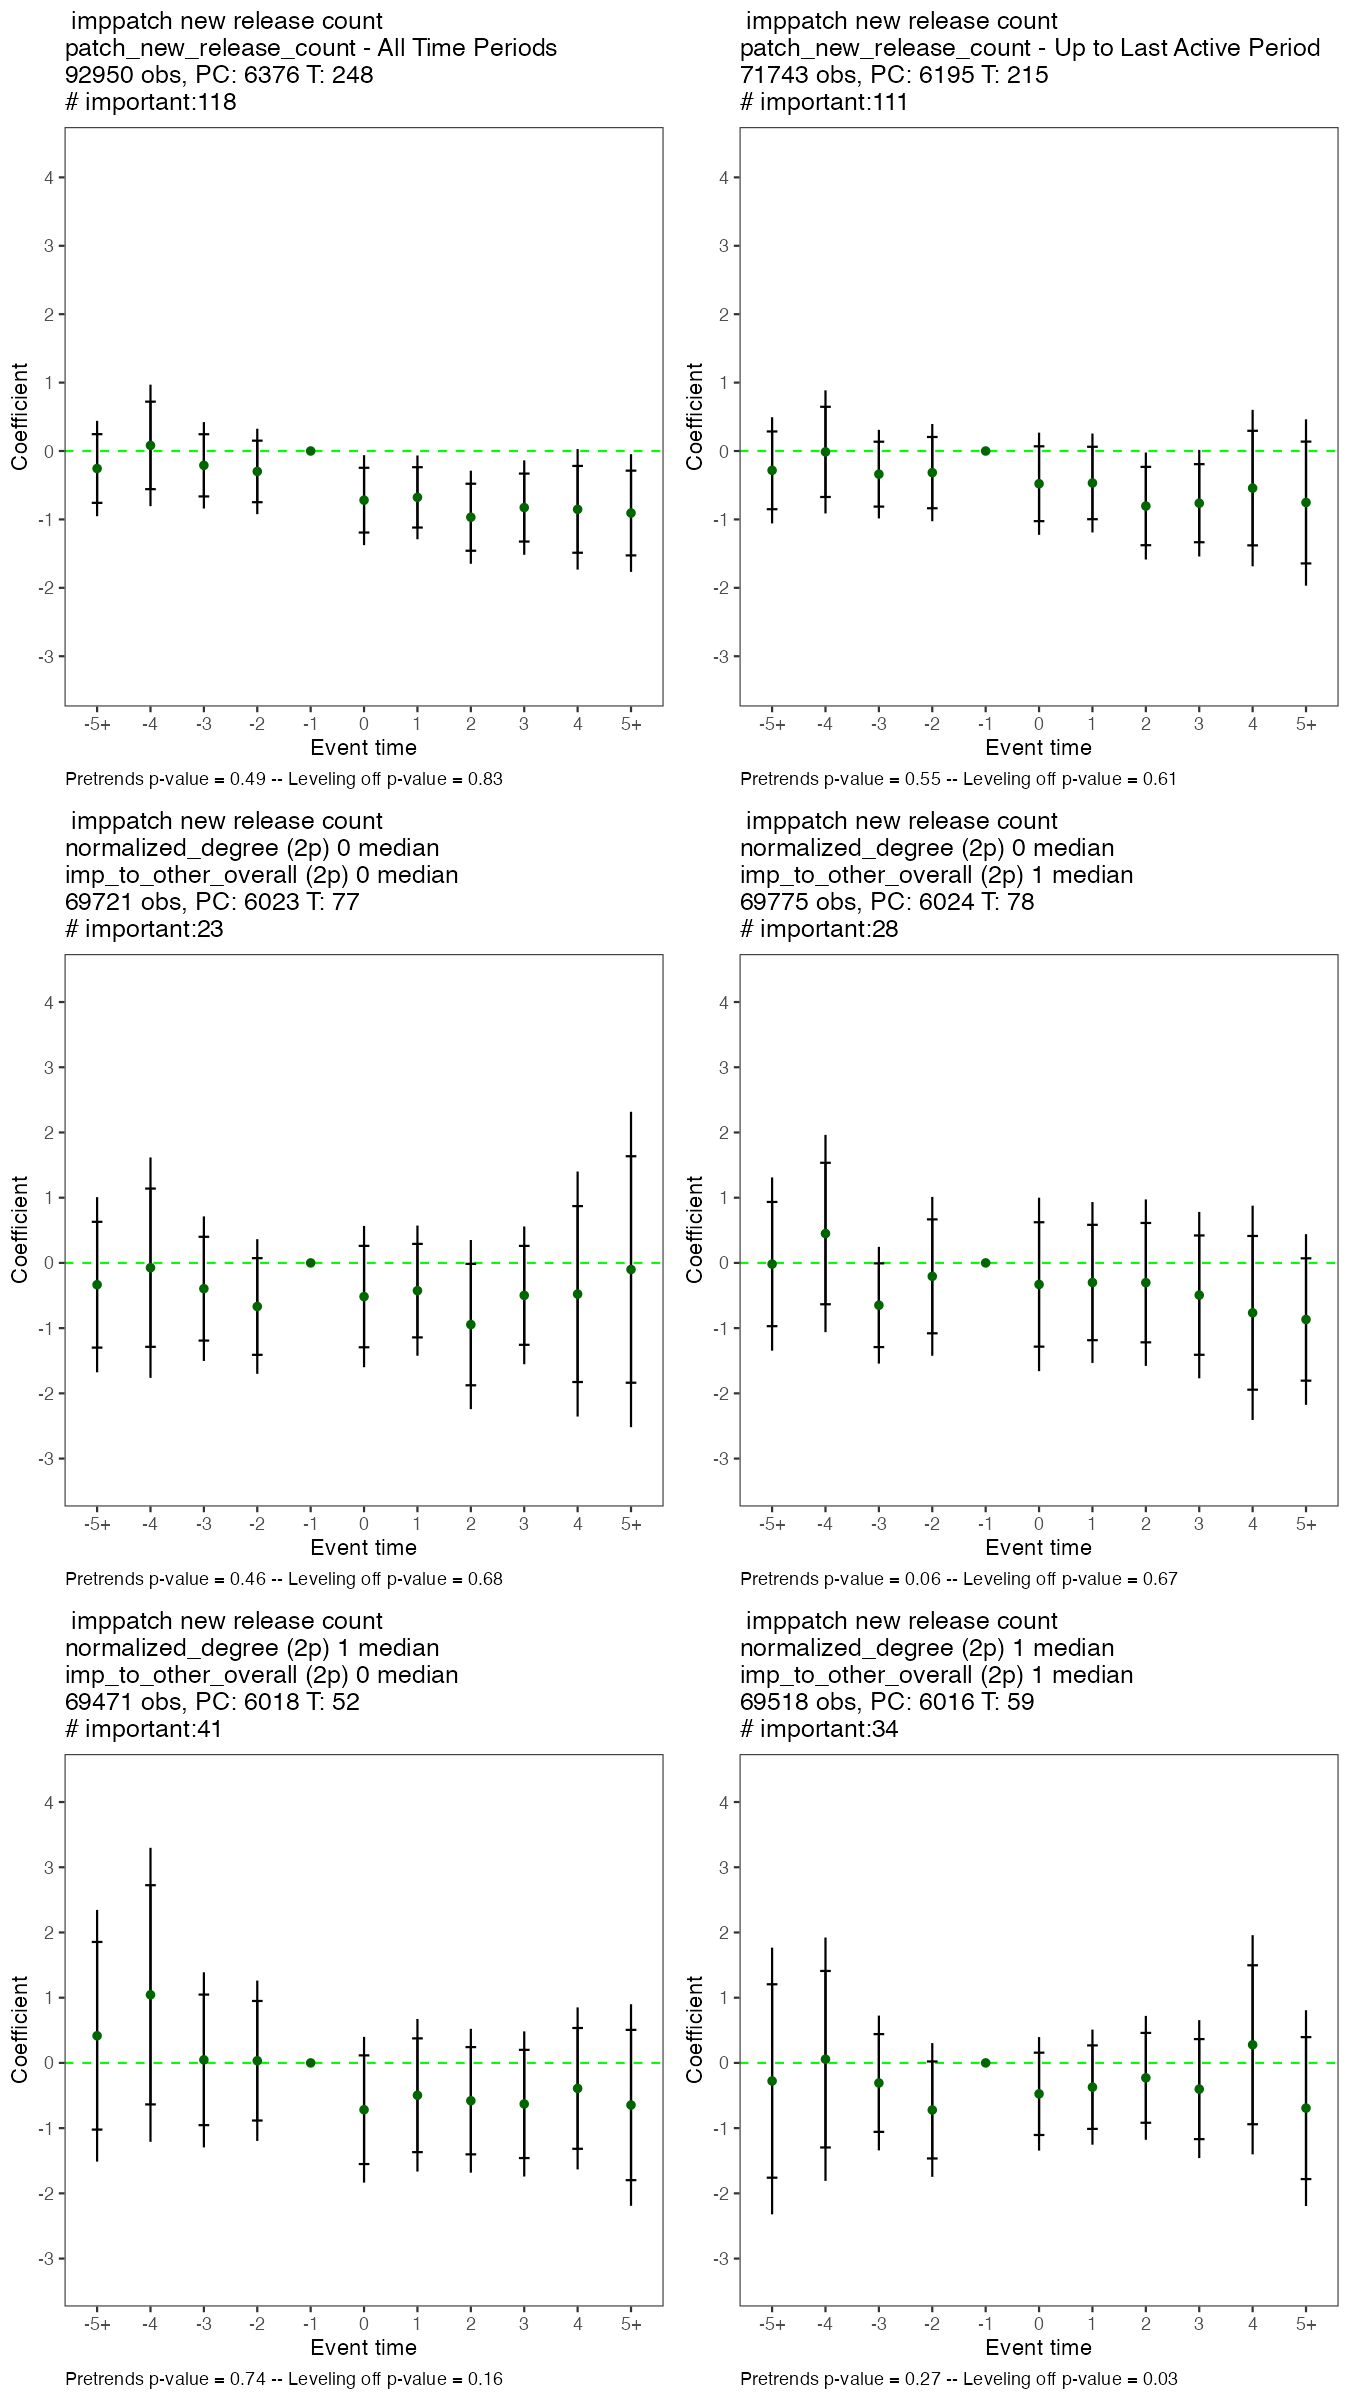 imppatch new release count
patch_new_release_count - All Time Periods
92950 obs, PC: 6376 T: 248
# important:118
4
3
2
1
0
-1
-2
-3
Coefficient
-5+ -4 -3 -2 -1 0 1 2 3 4 5+
Event time
Pretrends p-value = 0.49 -- Leveling off p-value = 0.83
imppatch new release count
patch_new_release_count - Up to Last Active Period
71743 obs, PC: 6195 T: 215
# important:111
4
3
2
1
0
-1
-2
-3
Coefficient
-5+ -4 -3 -2 -1 0 1 2 3 4 5+
Event time
Pretrends p-value = 0.55 -- Leveling off p-value = 0.61
imppatch new release count
normalized_degree (2p) 0 median
imp_to_other_overall (2p) 0 median
69721 obs, PC: 6023 T: 77
# important:23
4
3
2
1
0
-1
-2
-3
Coefficient
-5+ -4 -3 -2 -1 0 1 2 3 4 5+
Event time
Pretrends p-value = 0.46 -- Leveling off p-value = 0.68
imppatch new release count
normalized_degree (2p) 0 median
imp_to_other_overall (2p) 1 median
69775 obs, PC: 6024 T: 78
# important:28
4
3
2
1
0
-1
-2
-3
Coefficient
-5+ -4 -3 -2 -1 0 1 2 3 4 5+
Event time
Pretrends p-value = 0.06 -- Leveling off p-value = 0.67
imppatch new release count
normalized_degree (2p) 1 median
imp_to_other_overall (2p) 0 median
69471 obs, PC: 6018 T: 52
# important:41
4
3
2
1
0
-1
-2
-3
Coefficient
-5+ -4 -3 -2 -1 0 1 2 3 4 5+
Event time
Pretrends p-value = 0.74 -- Leveling off p-value = 0.16
imppatch new release count
normalized_degree (2p) 1 median
imp_to_other_overall (2p) 1 median
69518 obs, PC: 6016 T: 59
# important:34
4
3
2
1
0
-1
-2
-3
Coefficient
-5+ -4 -3 -2 -1 0 1 2 3 4 5+
Event time
Pretrends p-value = 0.27 -- Leveling off p-value = 0.03